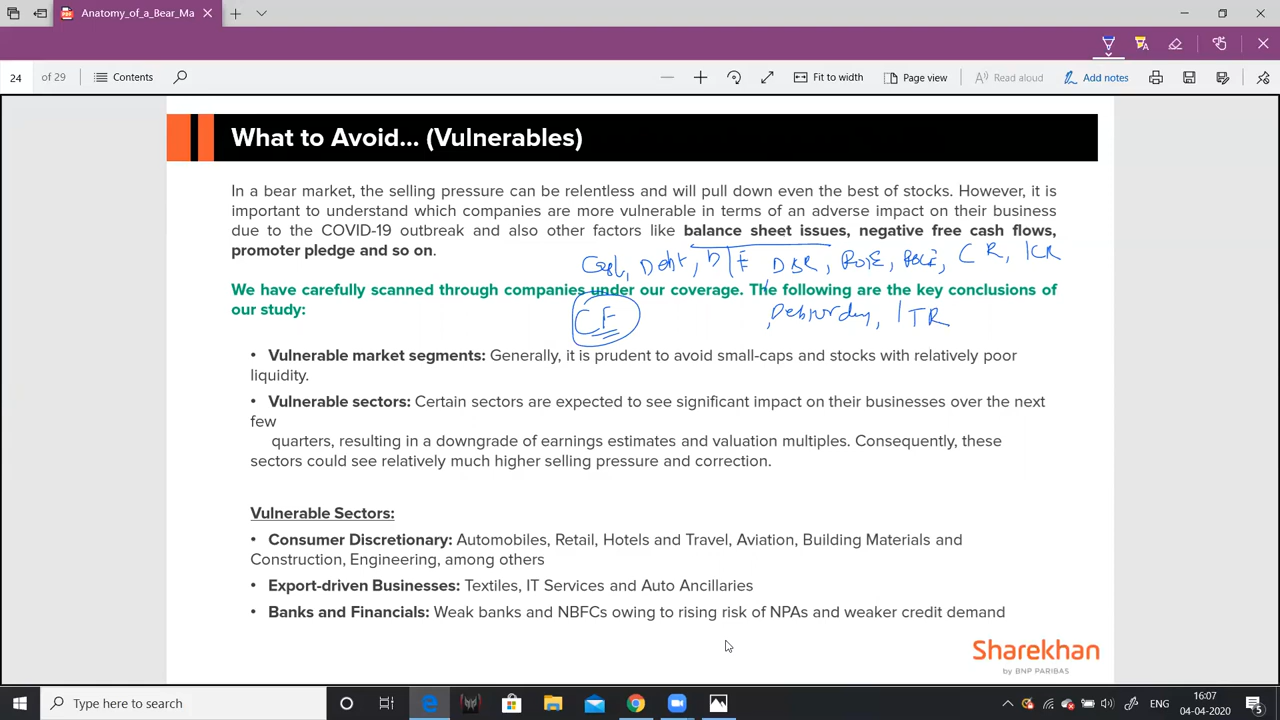 Anatomy_of_a_Bear_Ma
24 of 29 Contents Fit to width Page view Read aloud Add notes
What to Avoid... (Vulnerables)
In a bear market, the selling pressure can be relentless and will pull down even the best of stocks. However, it is
important to understand which companies are more vulnerable in terms of an adverse impact on their business
due to the COVID-19 outbreak and also other factors like balance sheet issues, negative free cash flows,
promoter pledge and so on.
Cash, Debt, D/E, DSR, ROE, ROCE, CR, ICR
We have carefully scanned through companies under our coverage. The following are the key conclusions of
our study:
CF , ITR
• Vulnerable market segments: Generally, it is prudent to avoid small-caps and stocks with relatively poor
liquidity.
• Vulnerable sectors: Certain sectors are expected to see significant impact on their businesses over the next
few
quarters, resulting in a downgrade of earnings estimates and valuation multiples. Consequently, these
sectors could see relatively much higher selling pressure and correction.
Vulnerable Sectors:
• Consumer Discretionary: Automobiles, Retail, Hotels and Travel, Aviation, Building Materials and
Construction, Engineering, among others
• Export-driven Businesses: Textiles, IT Services and Auto Ancillaries
• Banks and Financials: Weak banks and NBFCs owing to rising risk of NPAs and weaker credit demand
Sharekhan
by BNP PARIBAS
Type here to search
16:07
04-04-2020
5